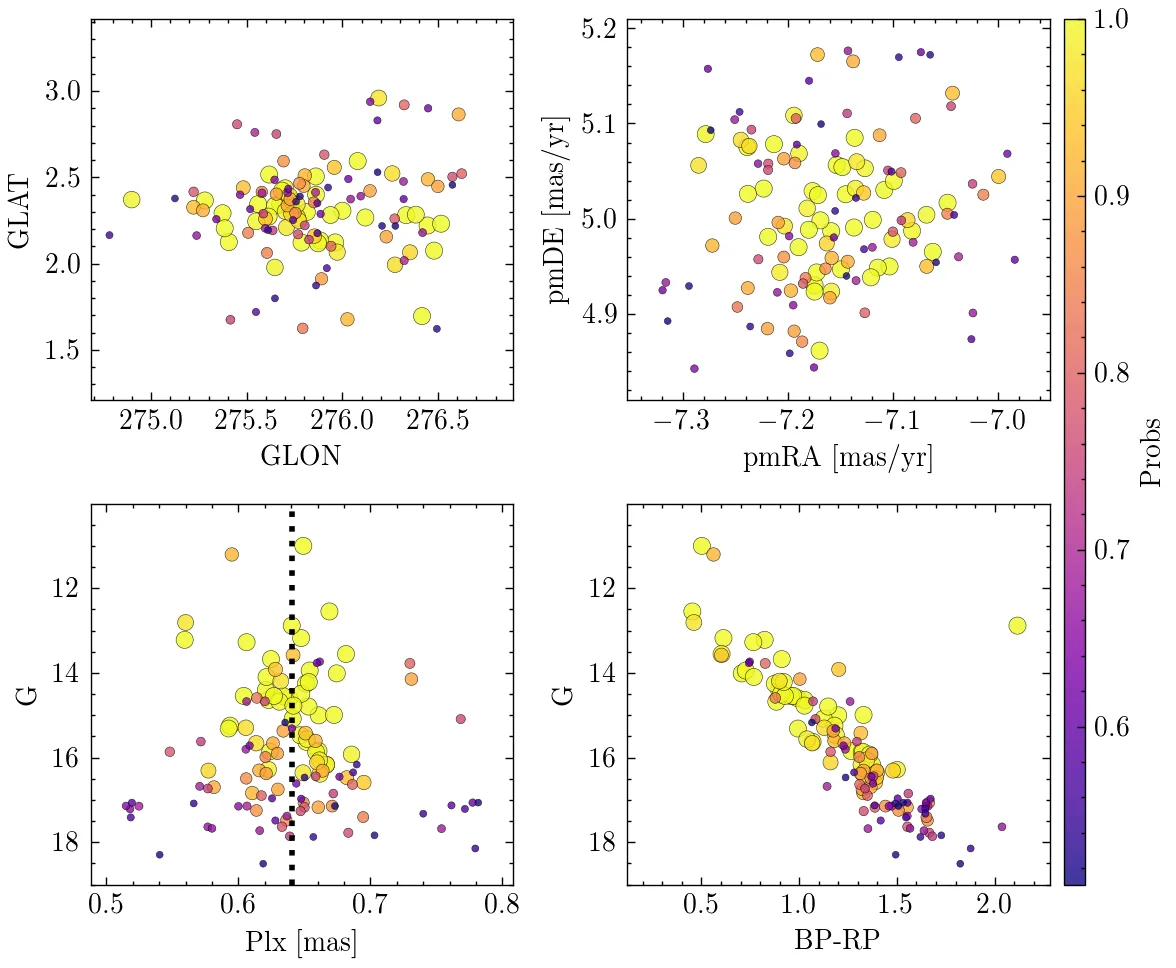 3.0
2.5
2.0
1.5
GLAT
275.0 275.5 276.0 276.5
GLON
5.2
5.1
5.0
4.9
pmDE [mas/yr]
−7.3 −7.2 −7.1 −7.0
pmRA [mas/yr]
12
14
16
18
G
0.5 0.6 0.7 0.8
Plx [mas]
12
14
16
18
G
0.5 1.0 1.5 2.0
BP-RP
1.0
0.9
0.8
0.7
0.6
Probs